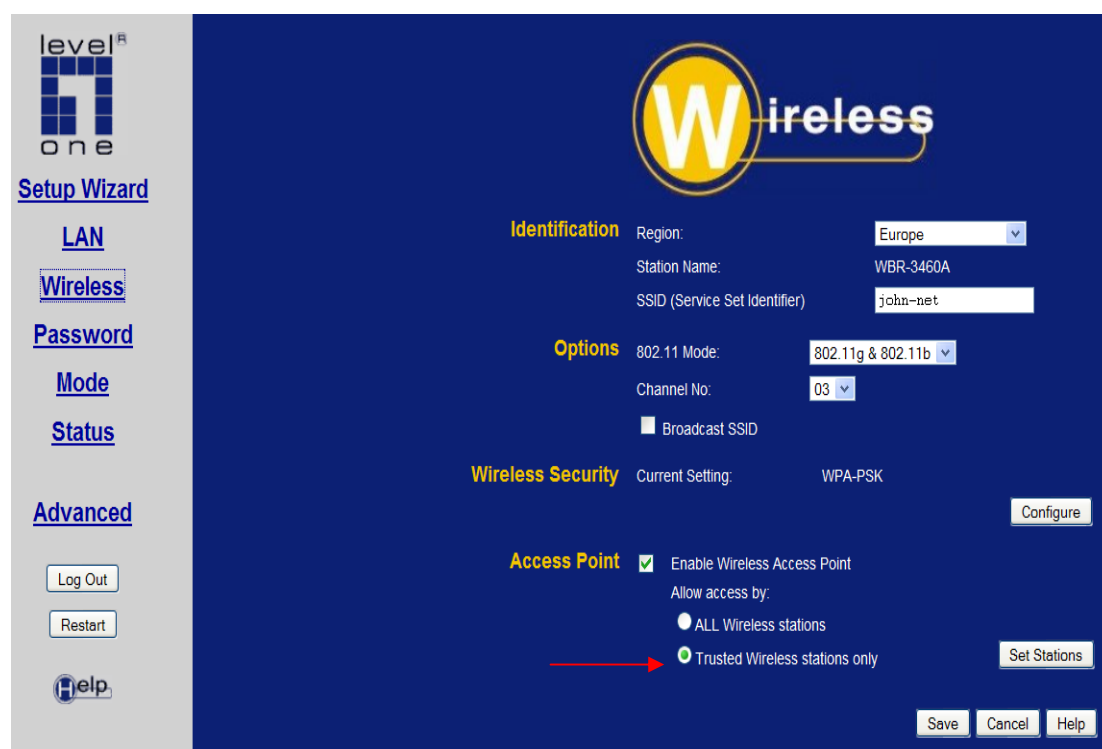 level®
one
Setup Wizard
LAN
Wireless
Password
Mode
Status
Advanced
Log Out
Restart
Help
Wireless
Identification
Region: Europe
Station Name: WBR-3460A
SSID (Service Set Identifier) john-net
Options
802.11 Mode: 802.11g & 802.11b
Channel No: 03
Broadcast SSID
Wireless Security
Current Setting: WPA-PSK
Configure
Access Point
Enable Wireless Access Point
Allow access by:
ALL Wireless stations
Trusted Wireless stations only
Set Stations
Save Cancel Help